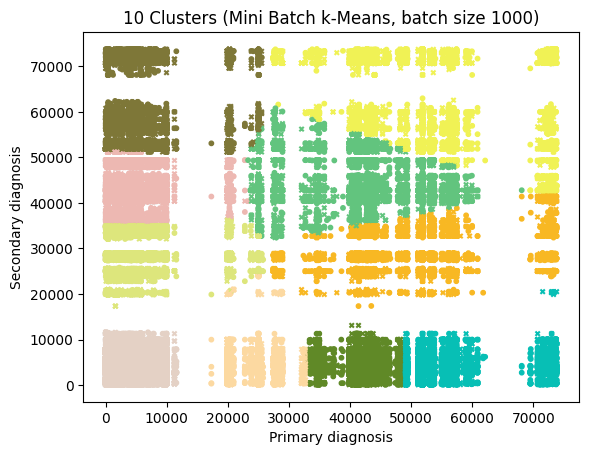 10 Clusters (Mini Batch k-Means, batch size 1000)
Secondary diagnosis
70000
60000
50000
40000
30000
20000
10000
0
0 10000 20000 30000 40000 50000 60000 70000
Primary diagnosis